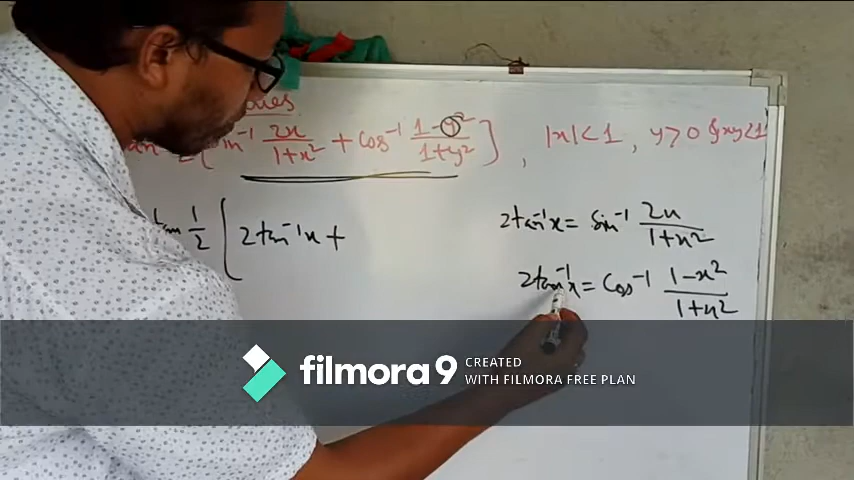 sin⁻¹ 2x/(1+x²) + cos⁻¹ (1-y²)/(1+y²) } , |x|<1 , y>0 & xy<1
tan 1/2 [ 2tan⁻¹x +
2tan⁻¹x = sin⁻¹ 2x/(1+x²)
2tan⁻¹x = cos⁻¹ (1-x²)/(1+x²)
filmora9
CREATED
WITH FILMORA FREE PLAN